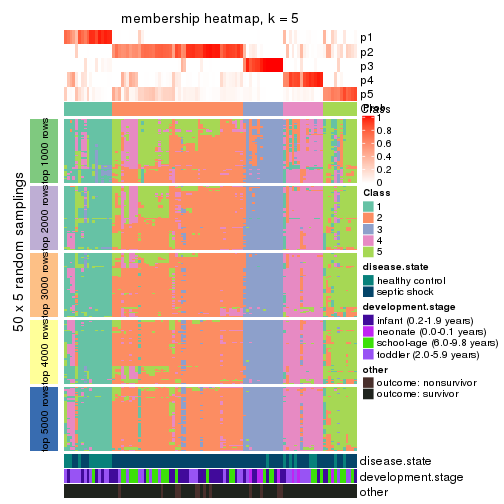 membership heatmap, k = 5
p1
p2
p3
p4
p5
Class
Prob
1
0.8
0.6
0.4
0.2
0
Class
1
2
3
4
5
disease.state
healthy control
septic shock
development.stage
infant (0.2-1.9 years)
neonate (0.0-0.1 years)
school-age (6.0-9.8 years)
toddler (2.0-5.9 years)
other
outcome: nonsurvivor
outcome: survivor
50 x 5 random samplings
top 1000 rows
top 2000 rows
top 3000 rows
top 4000 rows
top 5000 rows
disease.state
development.stage
other